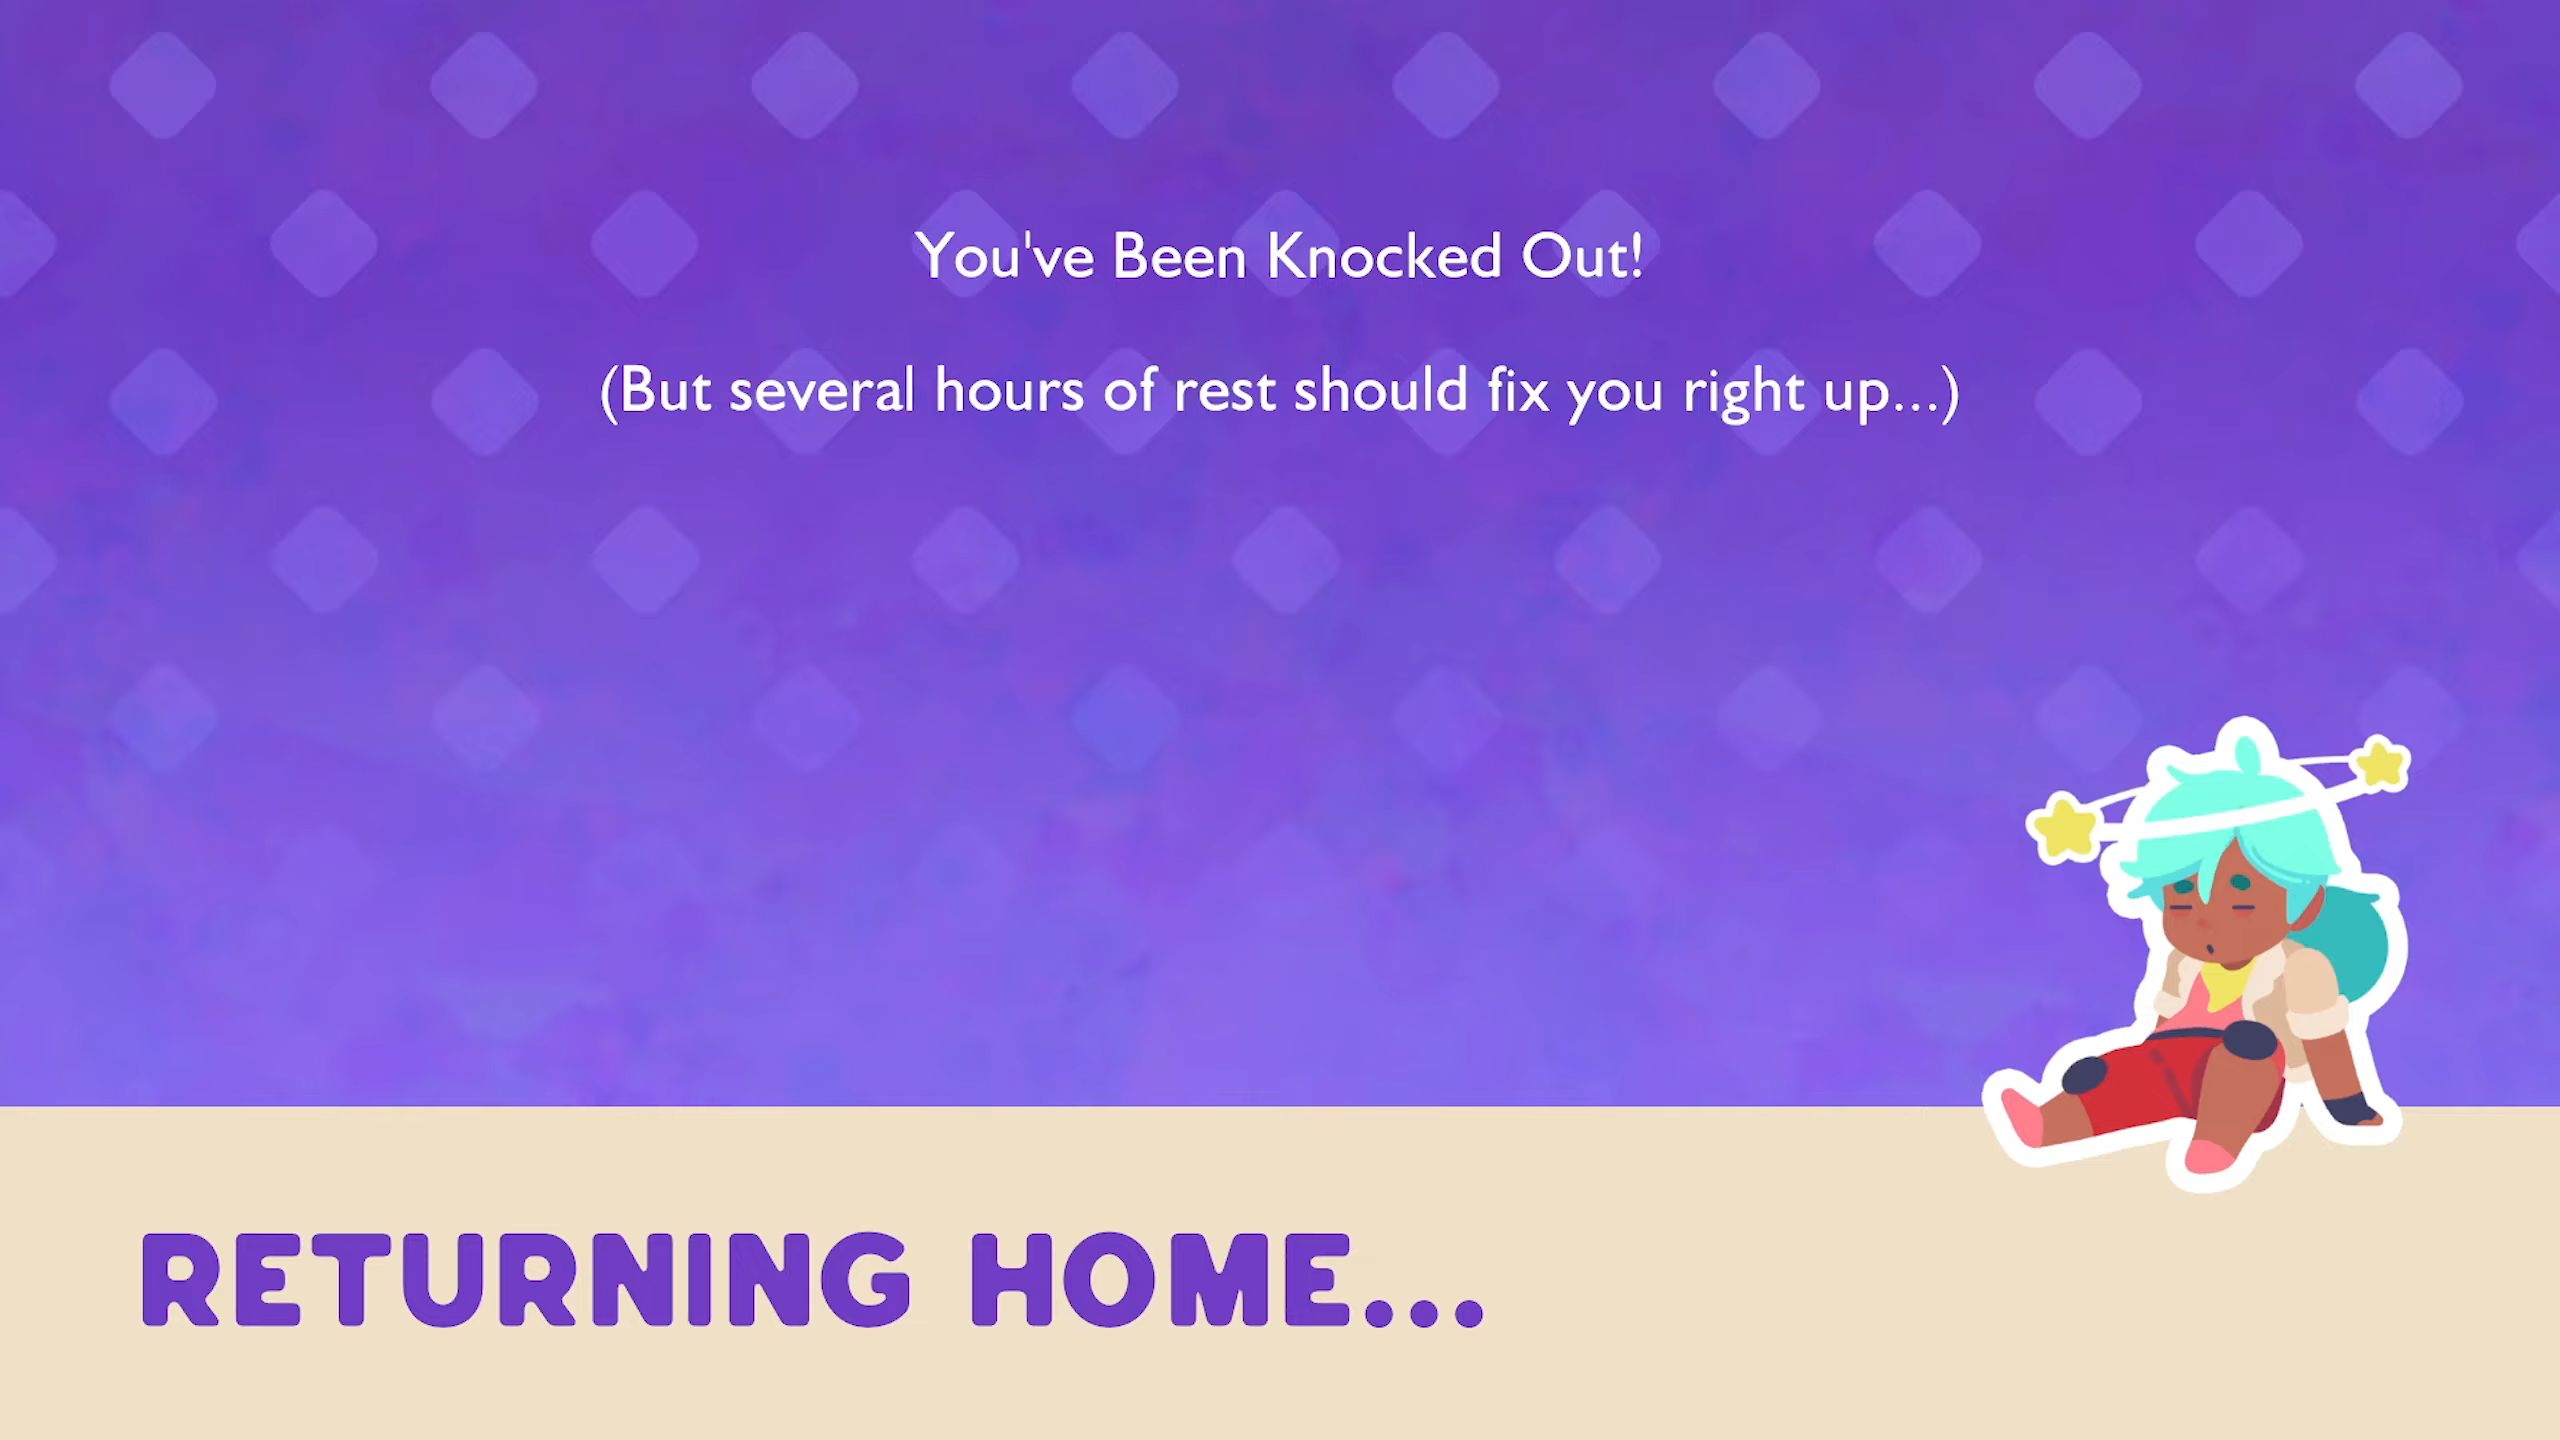 You've Been Knocked Out!
(But several hours of rest should fix you right up...)
RETURNING HOME...